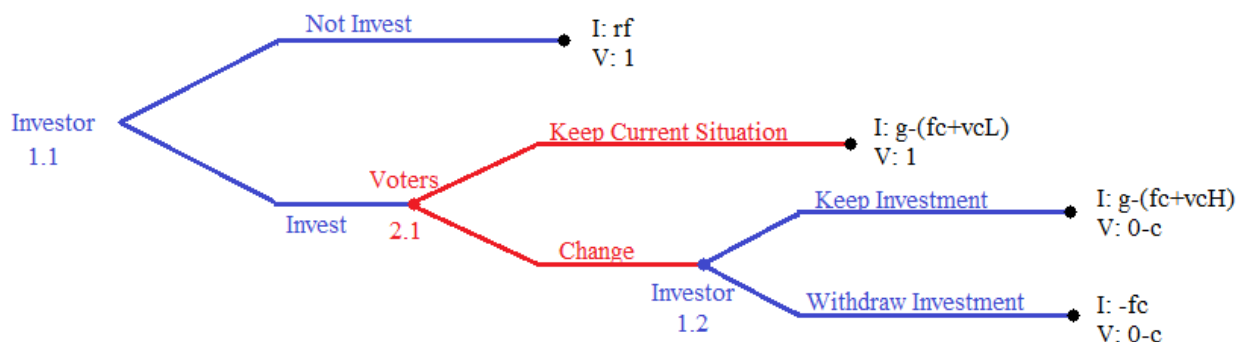 Not Invest
I: rf
V: 1
Investor
1.1
Keep Current Situation
I: g-(fc+vcL)
V: 1
Voters
2.1
Invest
Keep Investment
I: g-(fc+vcH)
V: 0-c
Change
Investor
1.2
Withdraw Investment
I: -fc
V: 0-c